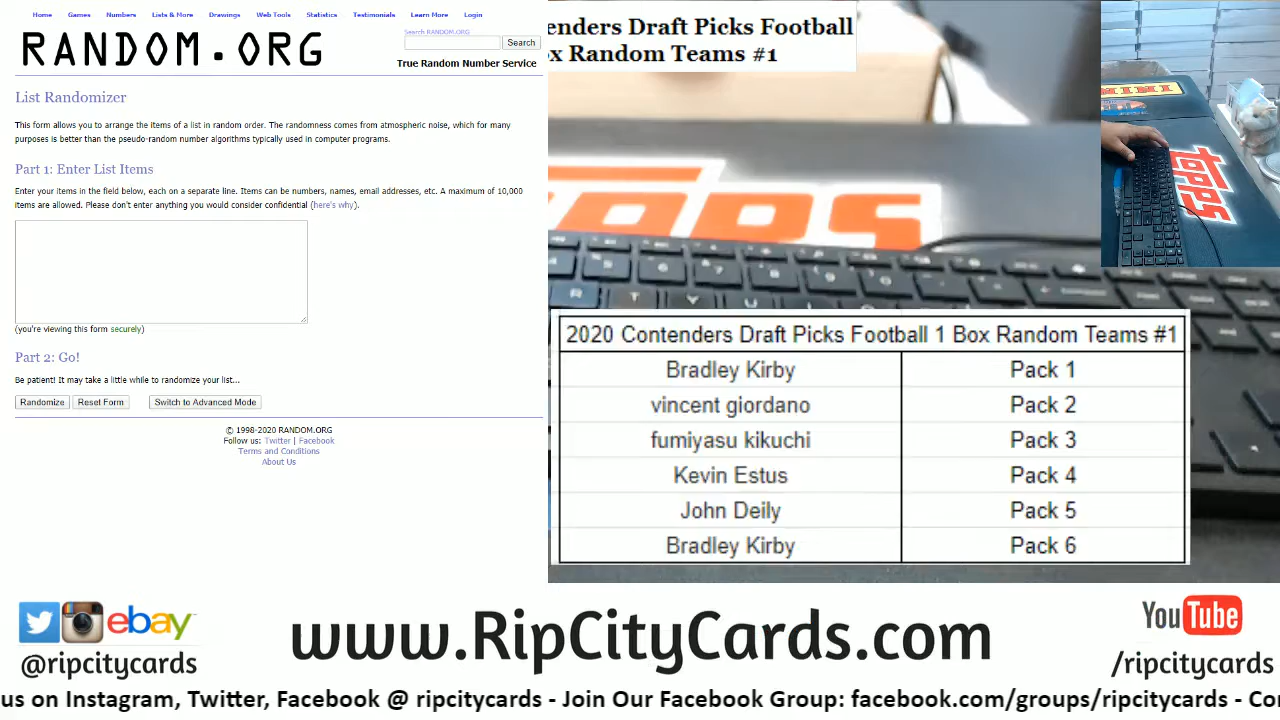 Home Games Numbers Lists & More Drawings Web Tools Statistics Testimonials Learn More Login
RANDOM.ORG
Search RANDOM.ORG
Search
True Random Number Service
List Randomizer
This form allows you to arrange the items of a list in random order. The randomness comes from atmospheric noise, which for many
purposes is better than the pseudo-random number algorithms typically used in computer programs.
Part 1: Enter List Items
Enter your items in the field below, each on a separate line. Items can be numbers, names, email addresses, etc. A maximum of 10,000
items are allowed. Please don't enter anything you would consider confidential (here's why).
(you're viewing this form securely)
Part 2: Go!
Be patient! It may take a little while to randomize your list...
Randomize Reset Form Switch to Advanced Mode
© 1998-2020 RANDOM.ORG
Follow us: Twitter | Facebook
Terms and Conditions
About Us
enders Draft Picks Football
ox Random Teams #1
topps
2020 Contenders Draft Picks Football 1 Box Random Teams #1
Bradley Kirby Pack 1
vincent giordano Pack 2
fumiyasu kikuchi Pack 3
Kevin Estus Pack 4
John Deily Pack 5
Bradley Kirby Pack 6
ebay
@ripcitycards
www.RipCityCards.com
YouTube
/ripcitycards
us on Instagram, Twitter, Facebook @ ripcitycards - Join Our Facebook Group: facebook.com/groups/ripcitycards - Co